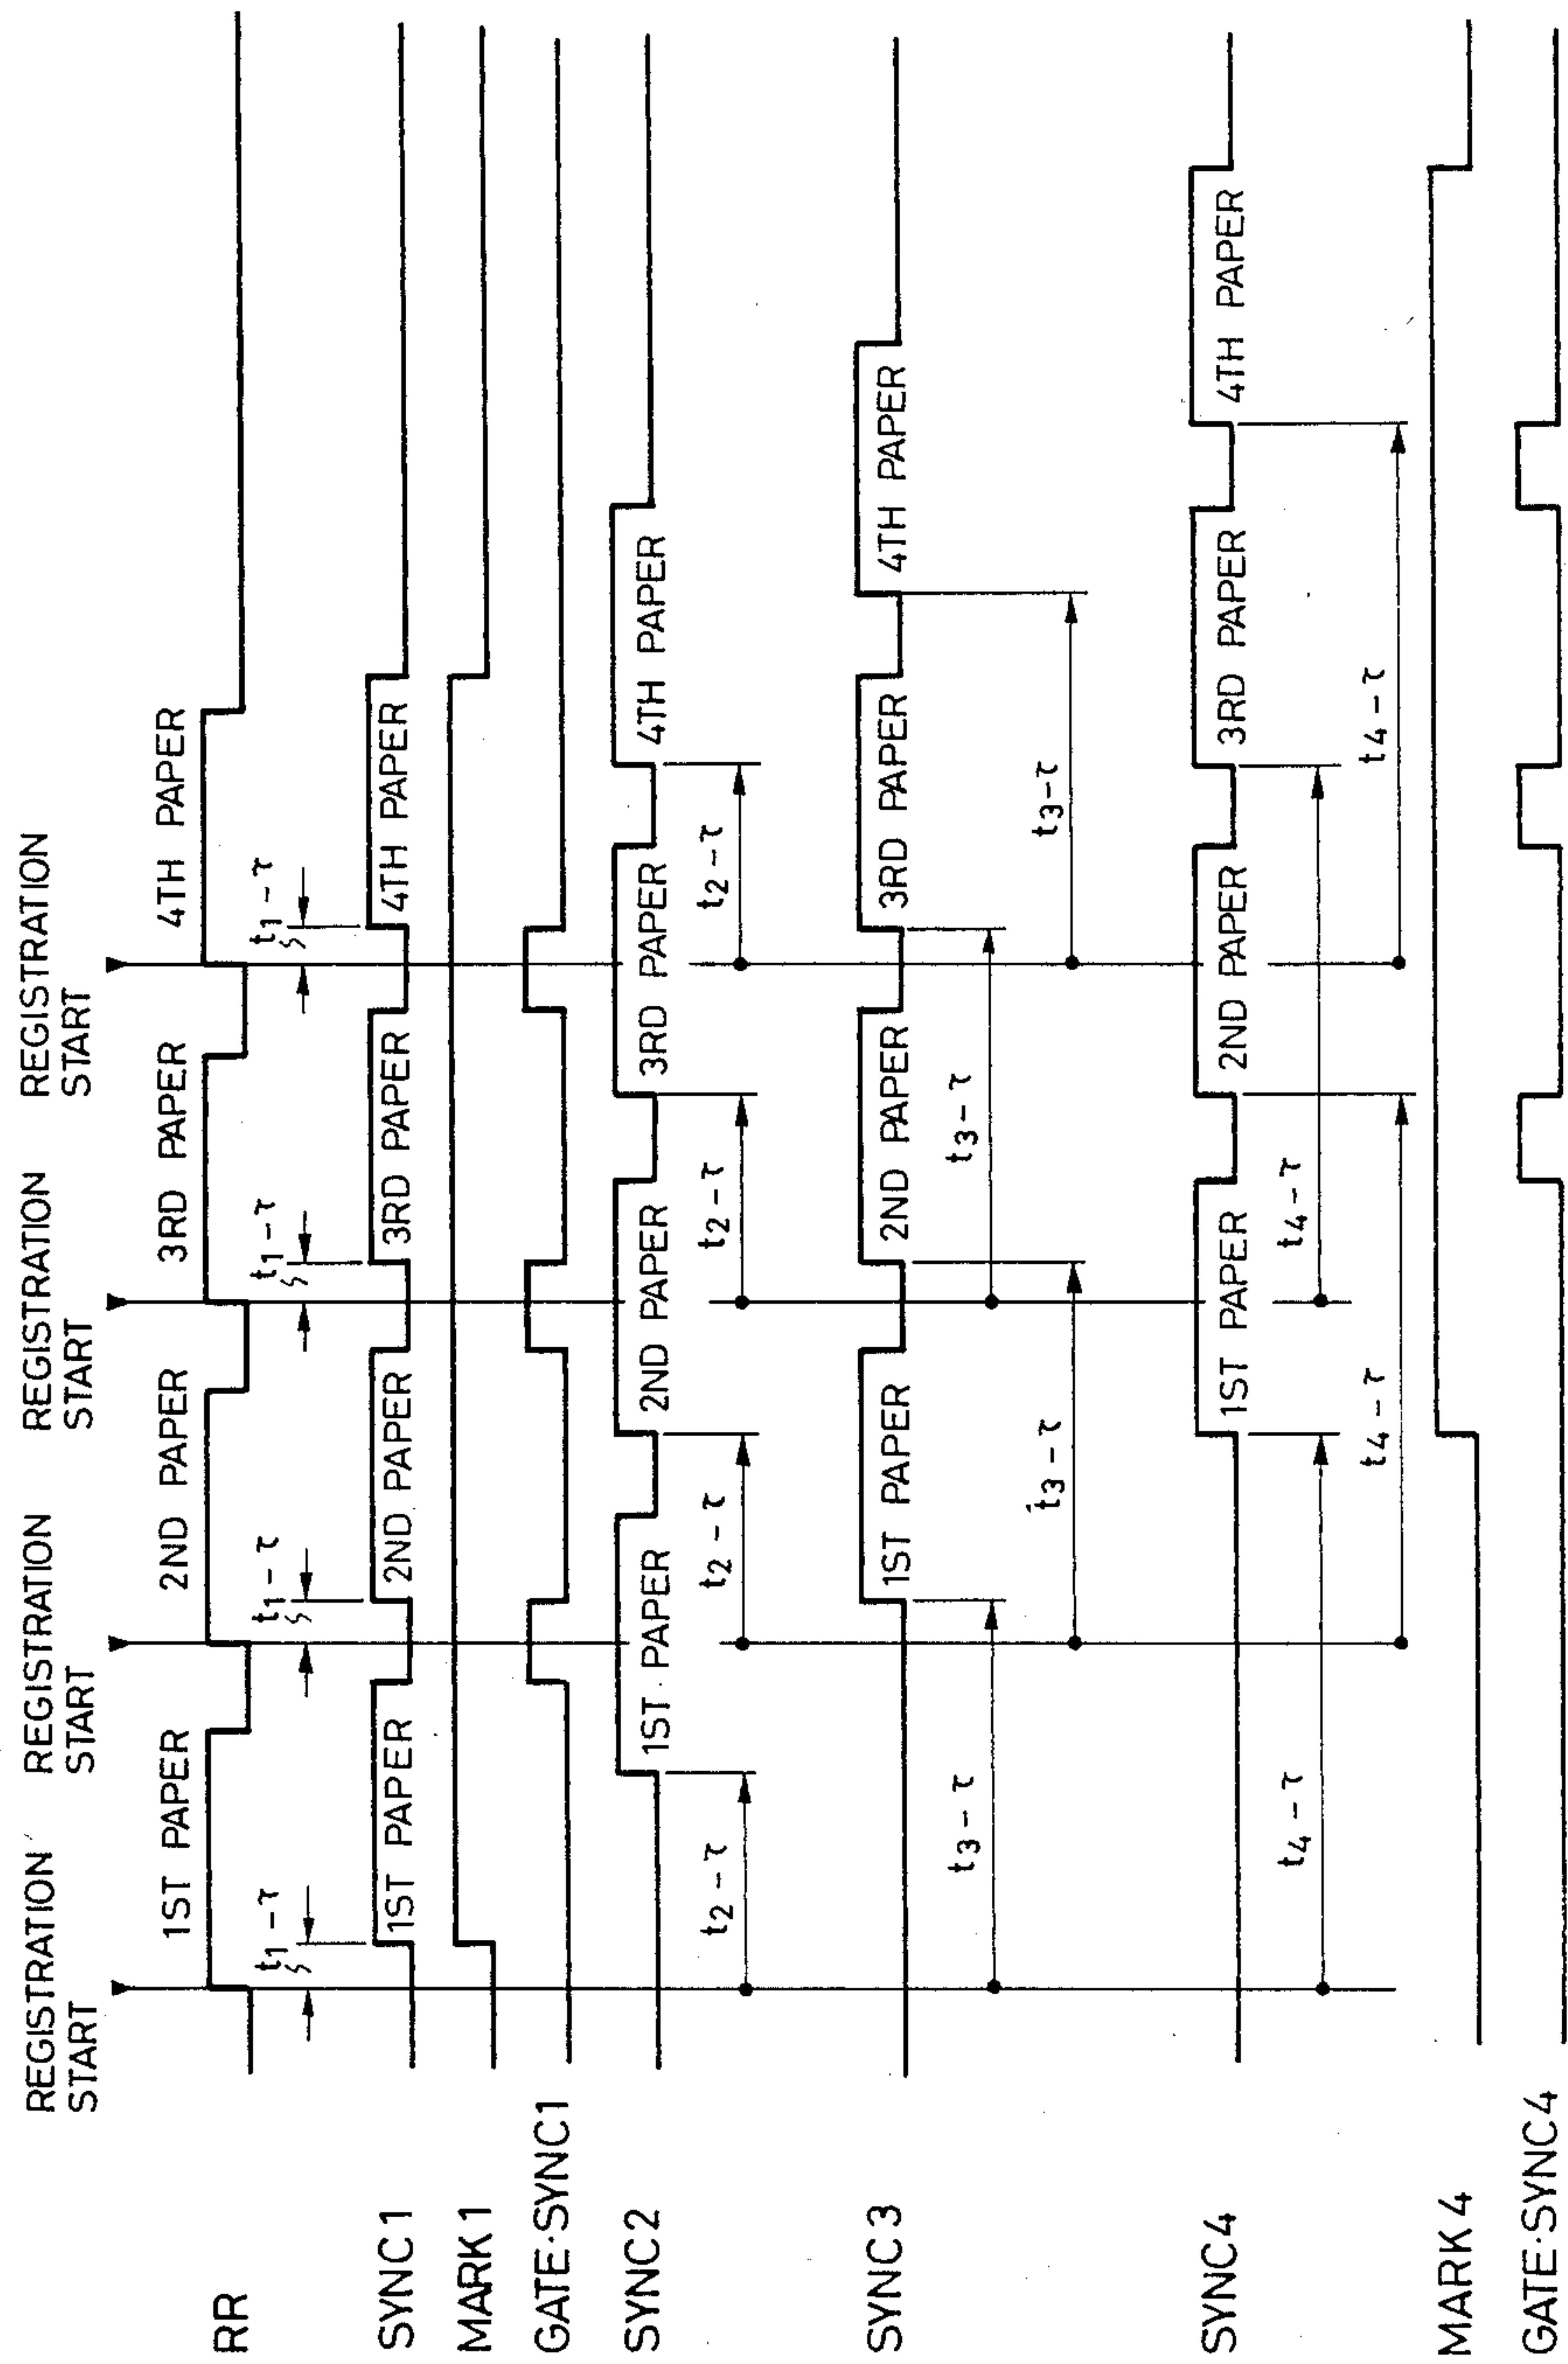 REGISTRATION
START
REGISTRATION
START
REGISTRATION
START
REGISTRATION
START
RR
1ST PAPER
2ND PAPER
3RD PAPER
4TH PAPER
t1-τ
t1-τ
t1-τ
t1-τ
SYNC1
1ST PAPER
2ND PAPER
3RD PAPER
4TH PAPER
MARK1
GATE·SYNC1
SYNC2
1ST PAPER
2ND PAPER
3RD PAPER
4TH PAPER
t2-τ
t2-τ
t2-τ
t2-τ
SYNC3
1ST PAPER
2ND PAPER
3RD PAPER
4TH PAPER
t3-τ
t3-τ
t3-τ
t3-τ
SYNC4
1ST PAPER
2ND PAPER
3RD PAPER
4TH PAPER
t4-τ
t4-τ
t4-τ
t4-τ
MARK4
GATE·SYNC4